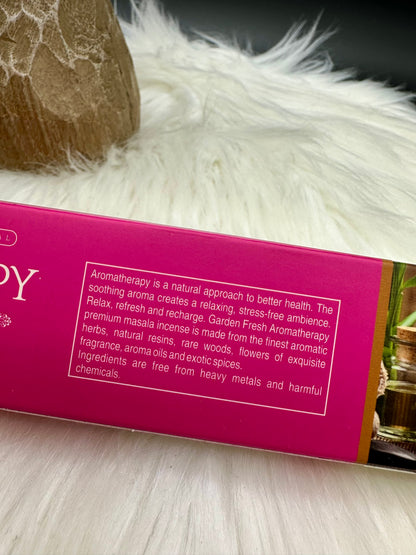 AL
PY
Aromatherapy is a natural approach to better health. The
soothing aroma creates a relaxing, stress-free ambience.
Relax, refresh and recharge. Garden Fresh Aromatherapy
premium masala incense is made from the finest aromatic
herbs, natural resins, rare woods, flowers of exquisite
fragrance, aroma oils and exotic spices.
Ingredients are free from heavy metals and harmful
chemicals.